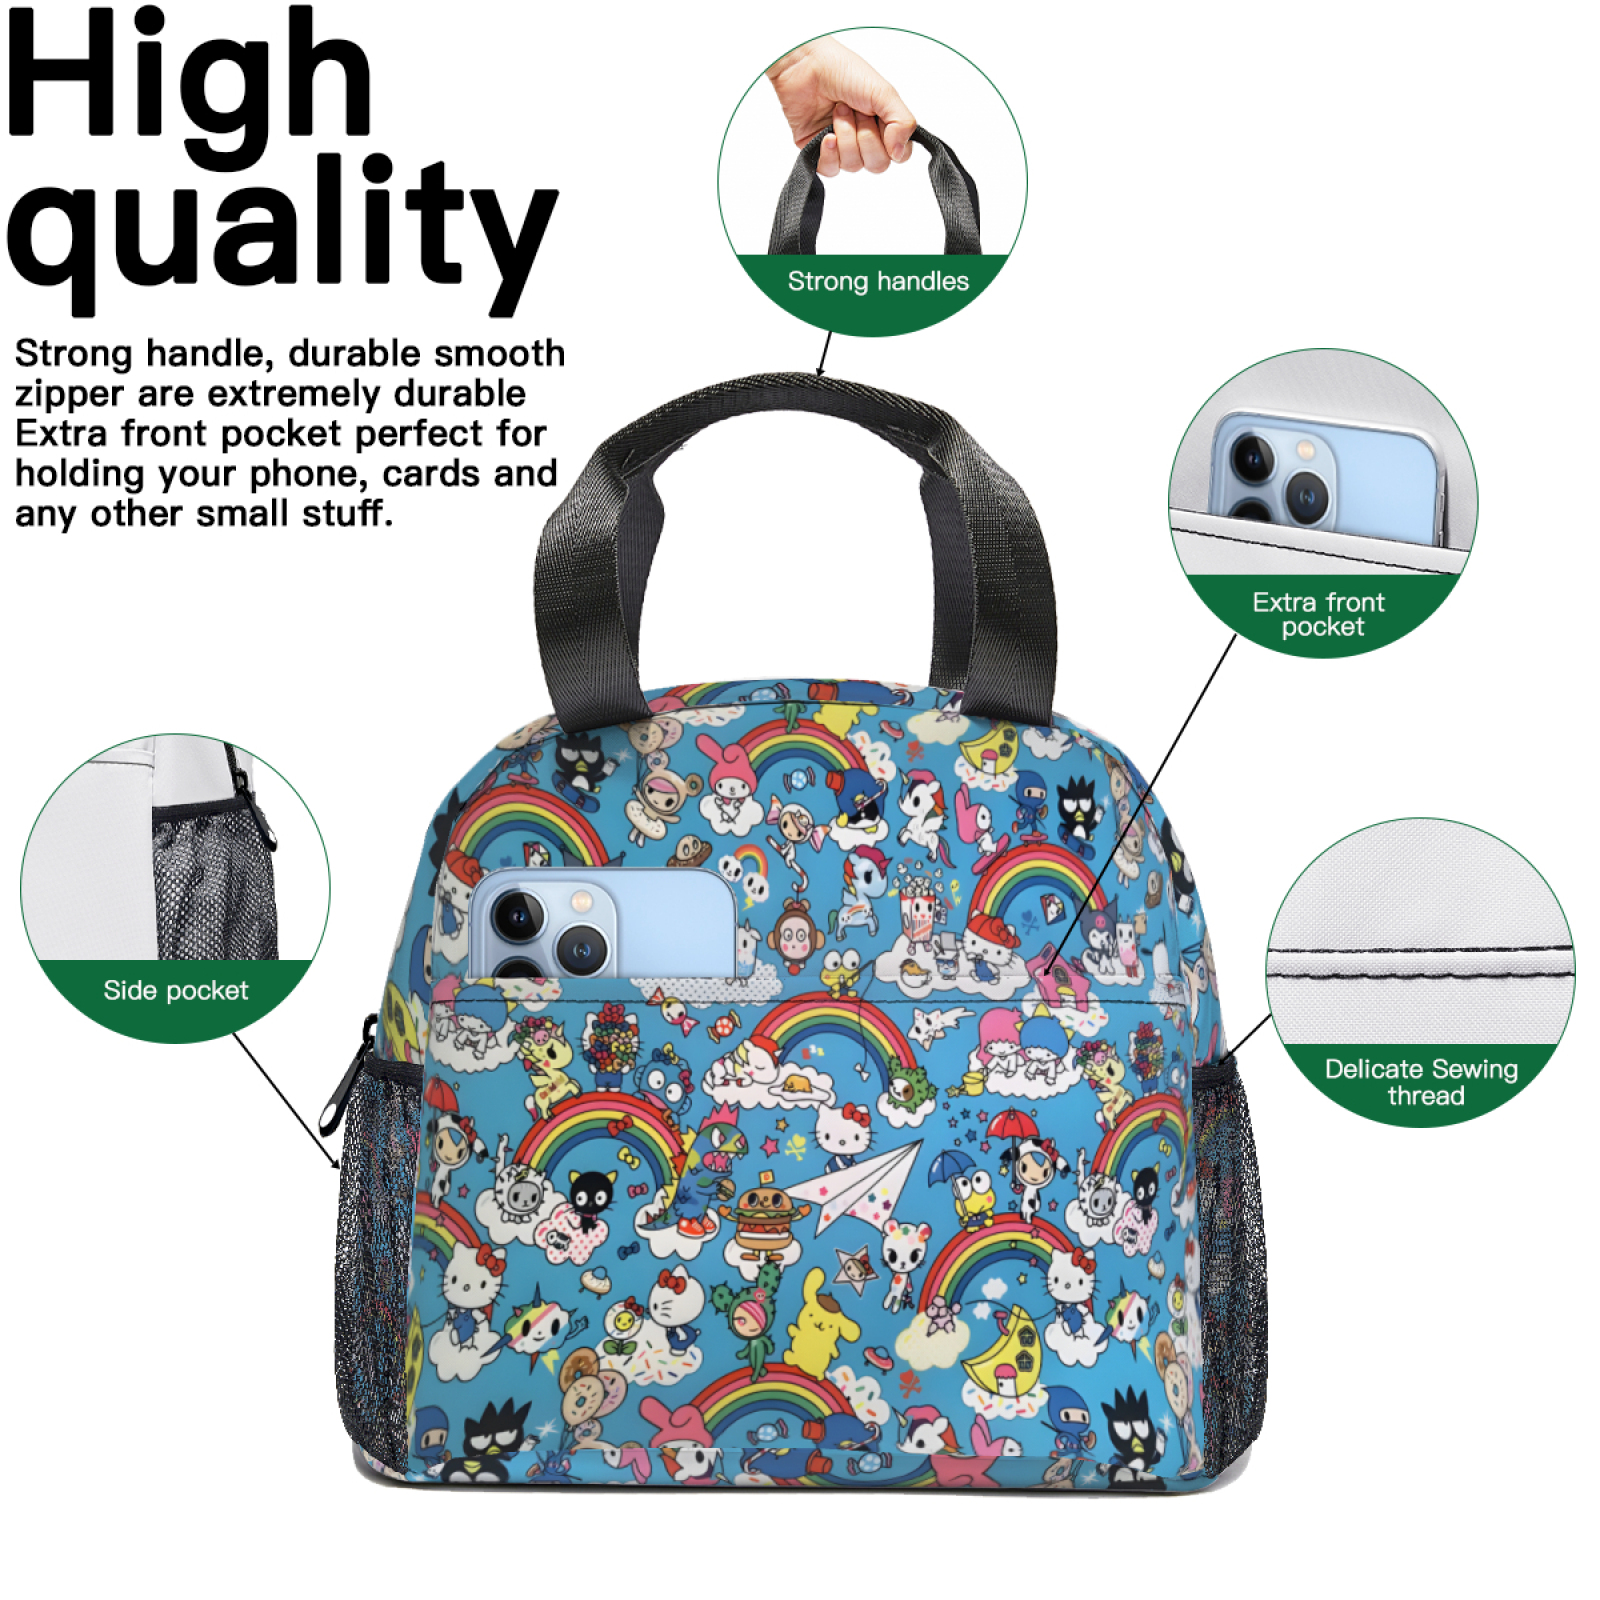 High
quality
Strong handle, durable smooth
zipper are extremely durable
Extra front pocket perfect for
holding your phone, cards and
any other small stuff.
Strong handles
Extra front
pocket
Side pocket
Delicate Sewing
thread